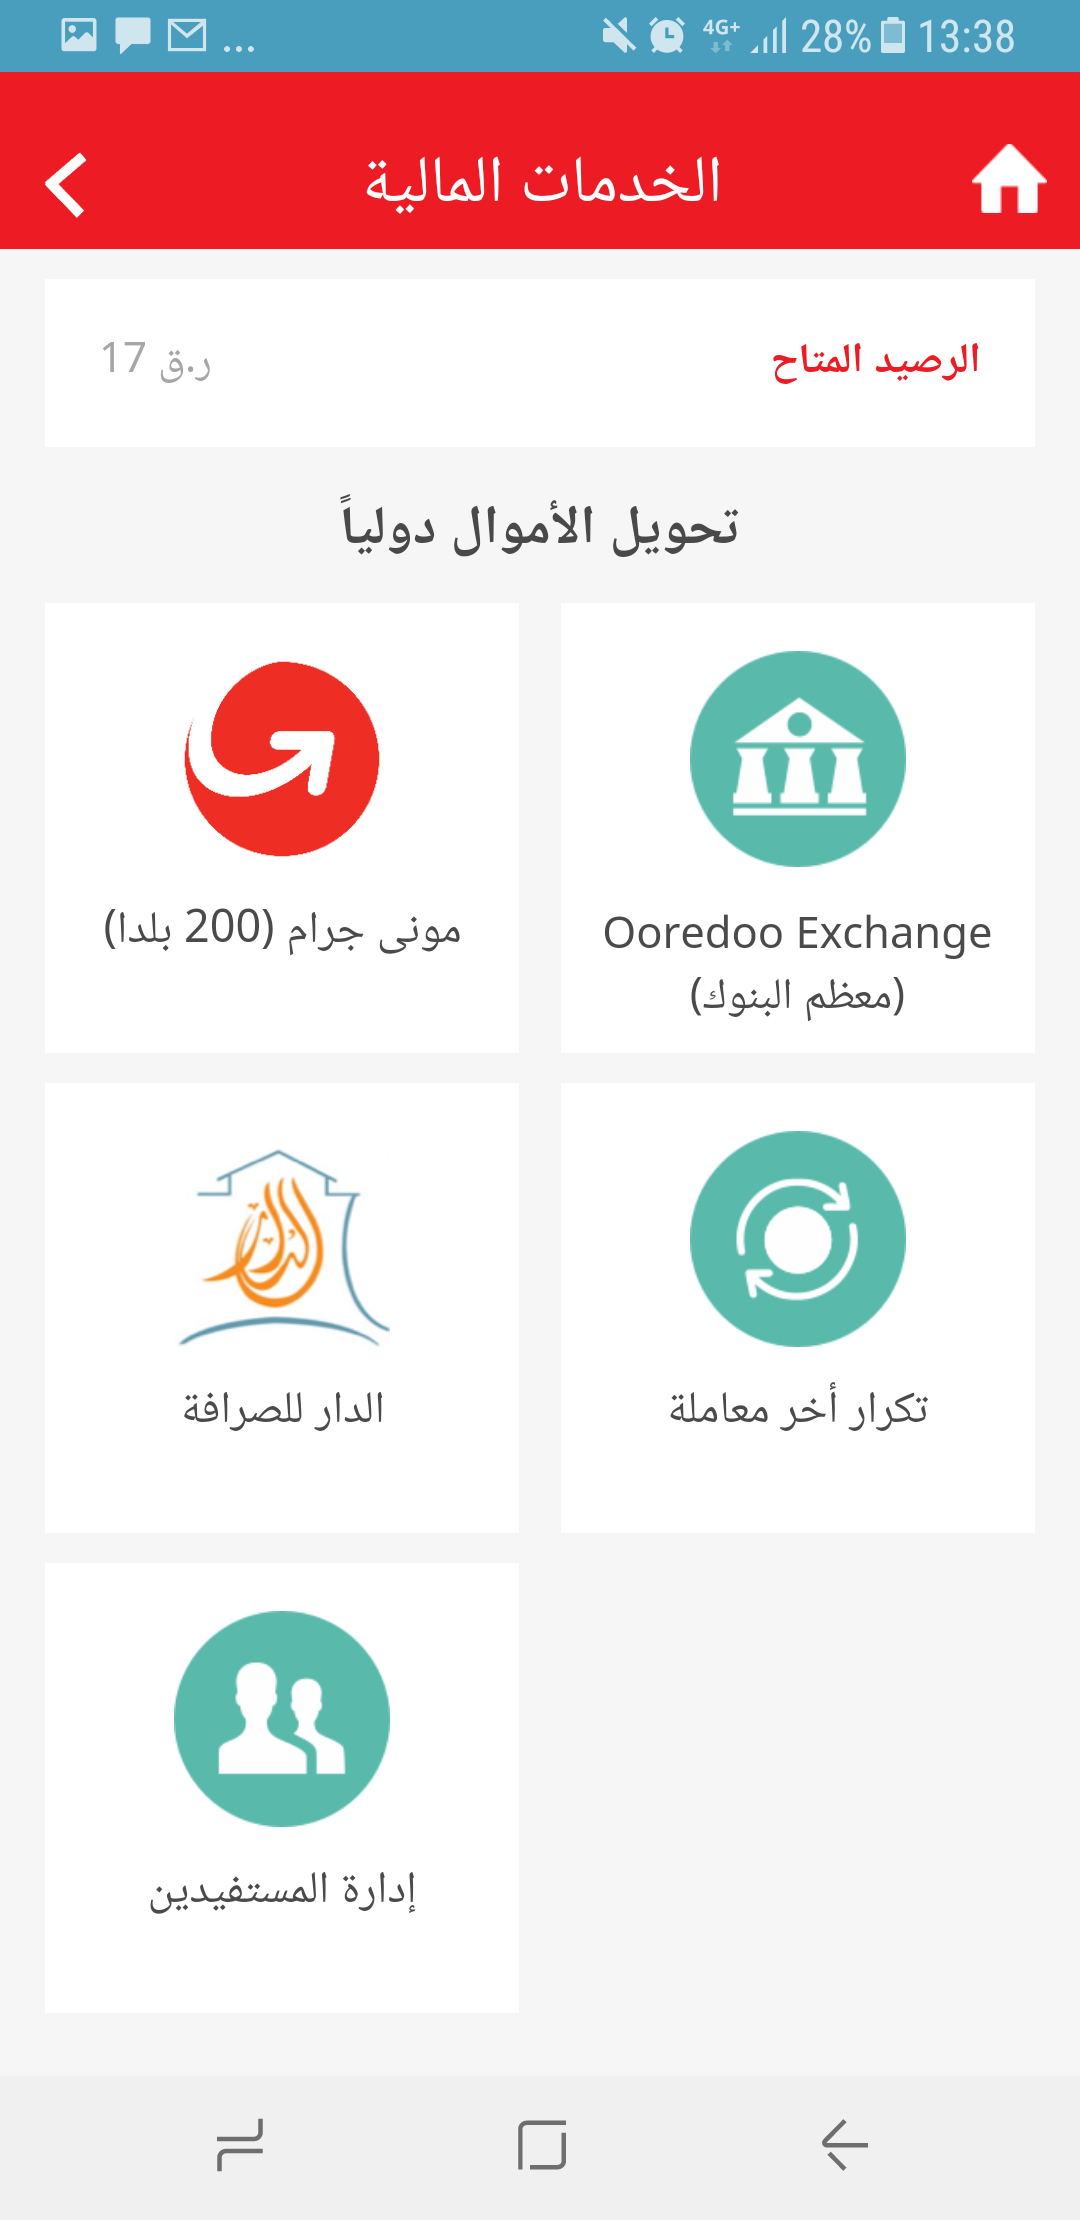 ... 4G+ 28% 13:38
الخدمات المالية
الرصيد المتاح
ر.ق 17
تحويل الأموال دولياً
Ooredoo Exchange
(معظم البنوك)
مونى جرام (200 بلدا)
تكرار أخر معاملة
الدار
الدار للصرافة
إدارة المستفيدين